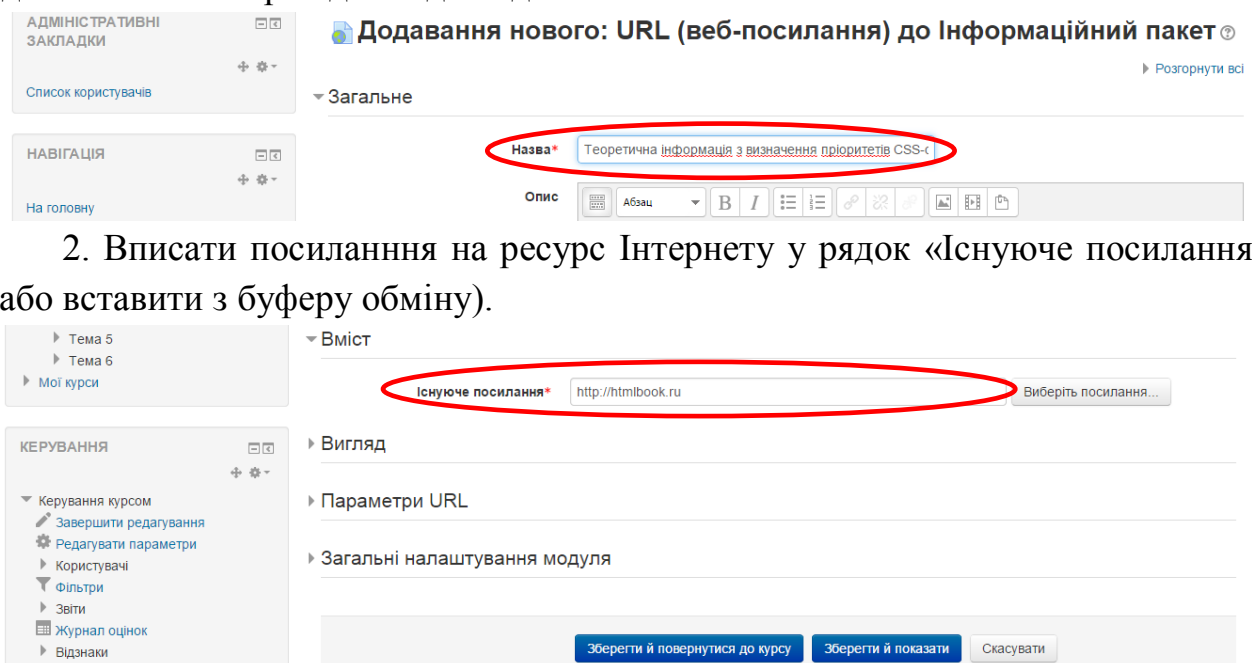 АДМІНІСТРАТИВНІ
ЗАКЛАДКИ
Список користувачів
НАВІГАЦІЯ
На головну
Додавання нового: URL (веб-посилання) до Інформаційний пакет
Розгорнути всі
Загальне
Назва* Теоретична інформація з визначення пріоритетів CSS-
Опис Абзац B I
2. Вписати посиланння на ресурс Інтернету у рядок «Існуюче посилання
або вставити з буферу обміну).
Тема 5
Тема 6
Мої курси
КЕРУВАННЯ
Керування курсом
Завершити редагування
Редагувати параметри
Користувачі
Фільтри
Звіти
Журнал оцінок
Відзнаки
Вміст
Існуюче посилання* http://htmlbook.ru Виберіть посилання...
Вигляд
Параметри URL
Загальні налаштування модуля
Зберегти й повернутися до курсу Зберегти й показати Скасувати